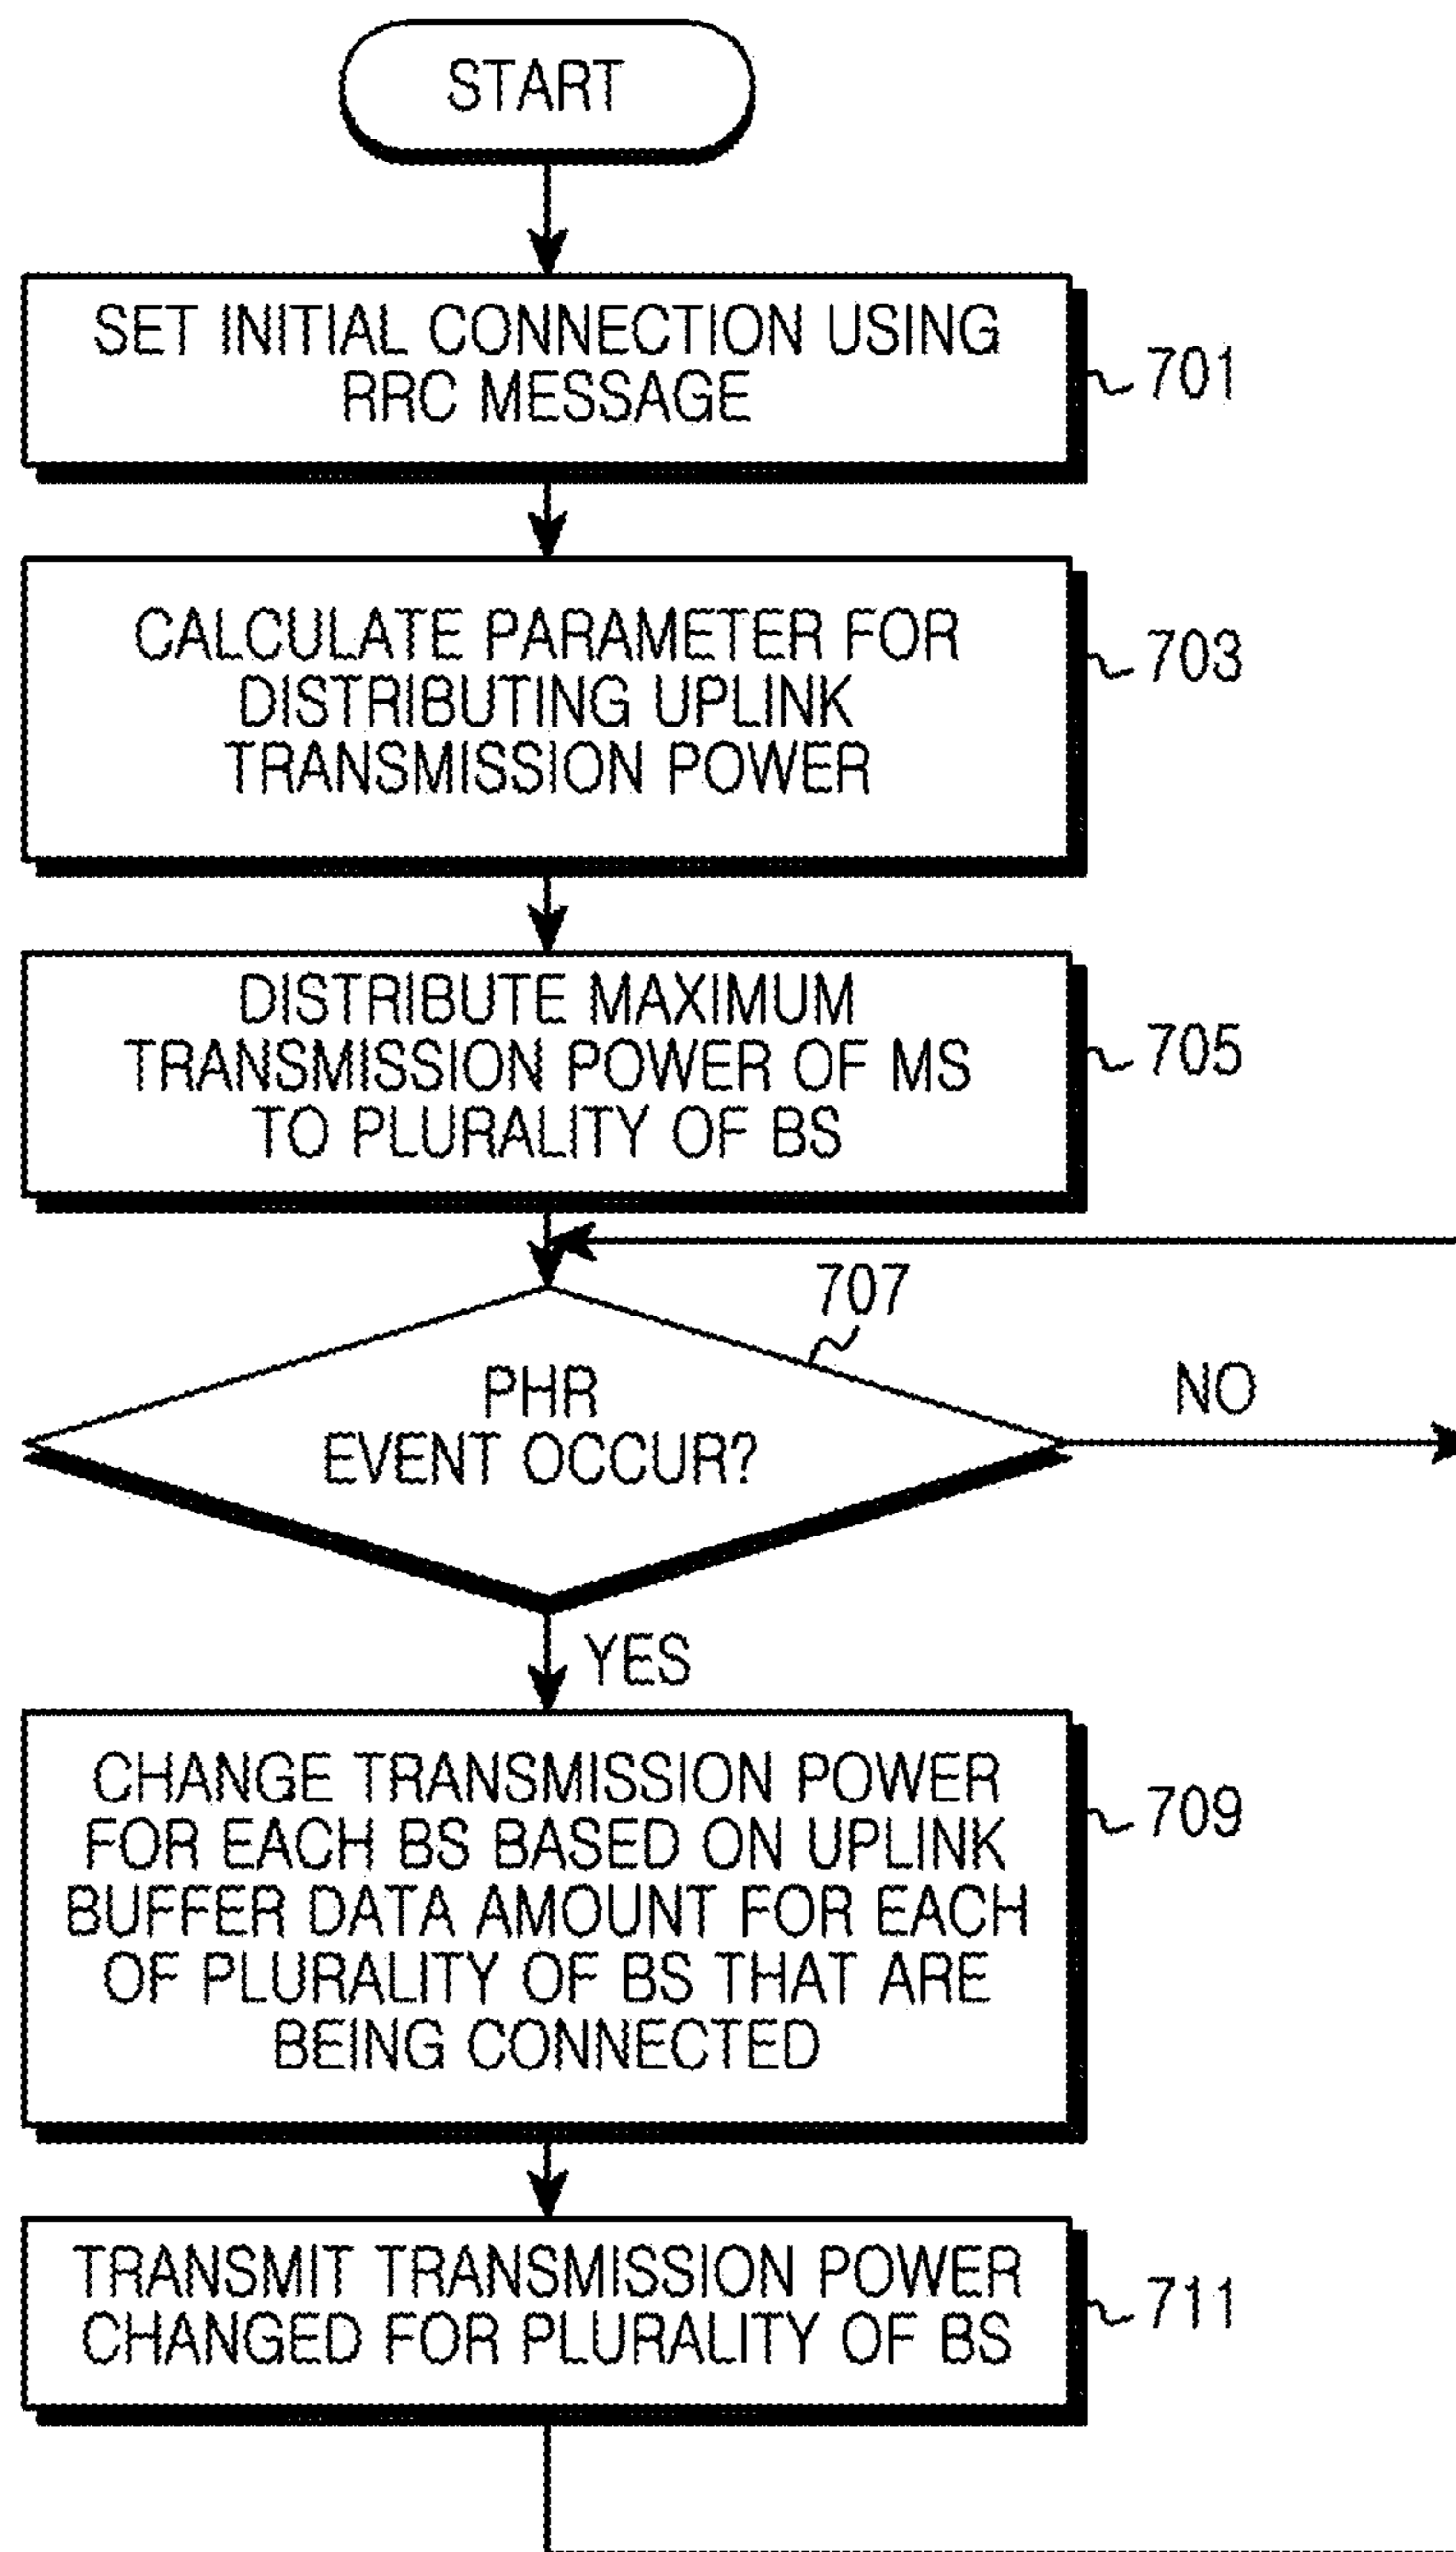 START
SET INITIAL CONNECTION USING
RRC MESSAGE
701
CALCULATE PARAMETER FOR
DISTRIBUTING UPLINK
TRANSMISSION POWER
703
DISTRIBUTE MAXIMUM
TRANSMISSION POWER OF MS
TO PLURALITY OF BS
705
707
PHR
EVENT OCCUR?
NO
YES
CHANGE TRANSMISSION POWER
FOR EACH BS BASED ON UPLINK
BUFFER DATA AMOUNT FOR EACH
OF PLURALITY OF BS THAT ARE
BEING CONNECTED
709
TRANSMIT TRANSMISSION POWER
CHANGED FOR PLURALITY OF BS
711